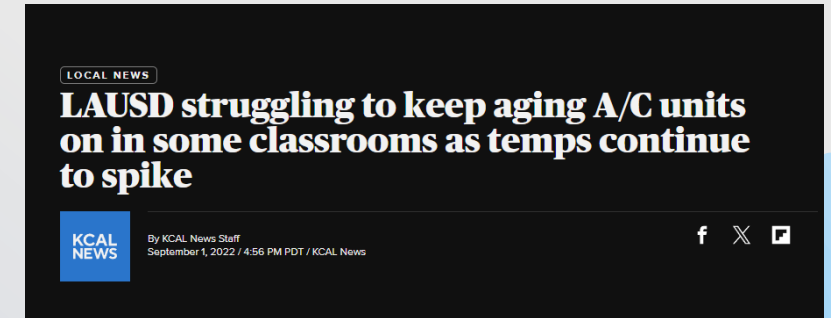 LOCAL NEWS
LAUSD struggling to keep aging A/C units
on in some classrooms as temps continue
to spike
KCAL
NEWS
By KCAL News Staff
September 1, 2022 / 4:56 PM PDT / KCAL News